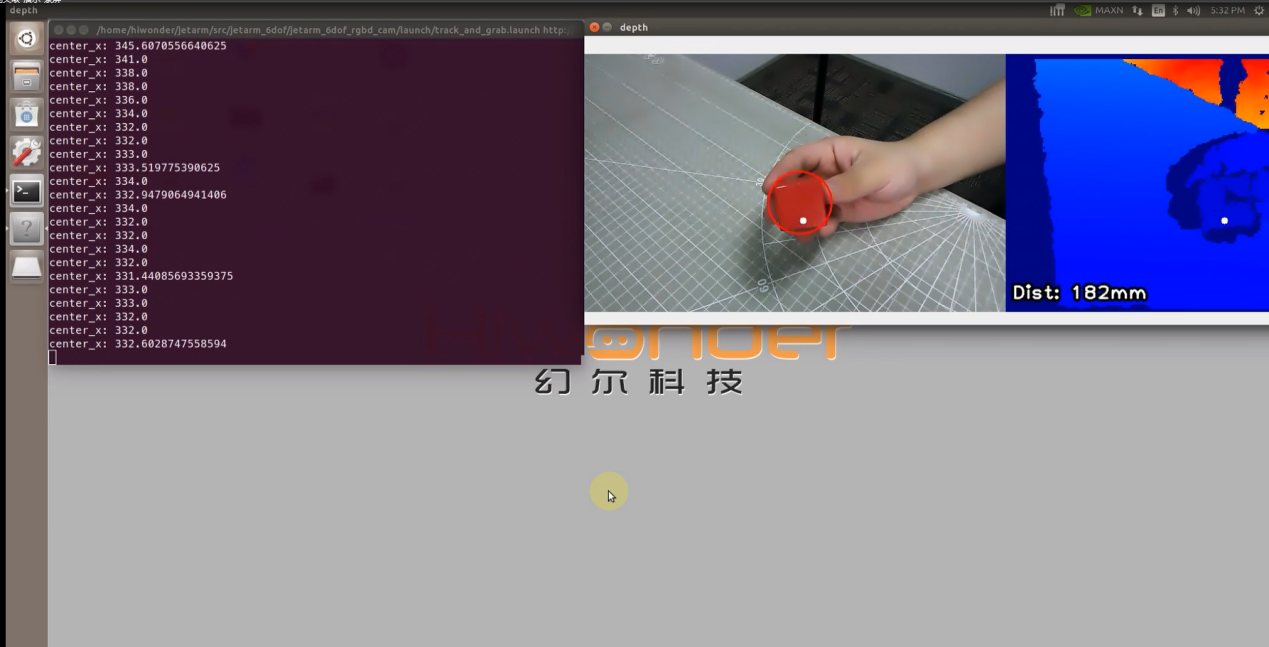 depth
MAXN
En
5:32 PM
/home/hiwonder/jetarm/src/jetarm_6dof/jetarm_6dof_rgbd_cam/launch/track_and_grab.launch http:
center_x: 345.6070556640625
center_x: 341.0
center_x: 338.0
center_x: 338.0
center_x: 336.0
center_x: 334.0
center_x: 332.0
center_x: 332.0
center_x: 333.0
center_x: 333.519775390625
center_x: 334.0
center_x: 332.9479064941406
center_x: 334.0
center_x: 332.0
center_x: 332.0
center_x: 334.0
center_x: 332.0
center_x: 331.44085693359375
center_x: 333.0
center_x: 333.0
center_x: 332.0
center_x: 332.0
center_x: 332.6028747558594
depth
60
Dist: 182mm
Hiwonder
幻尔科技